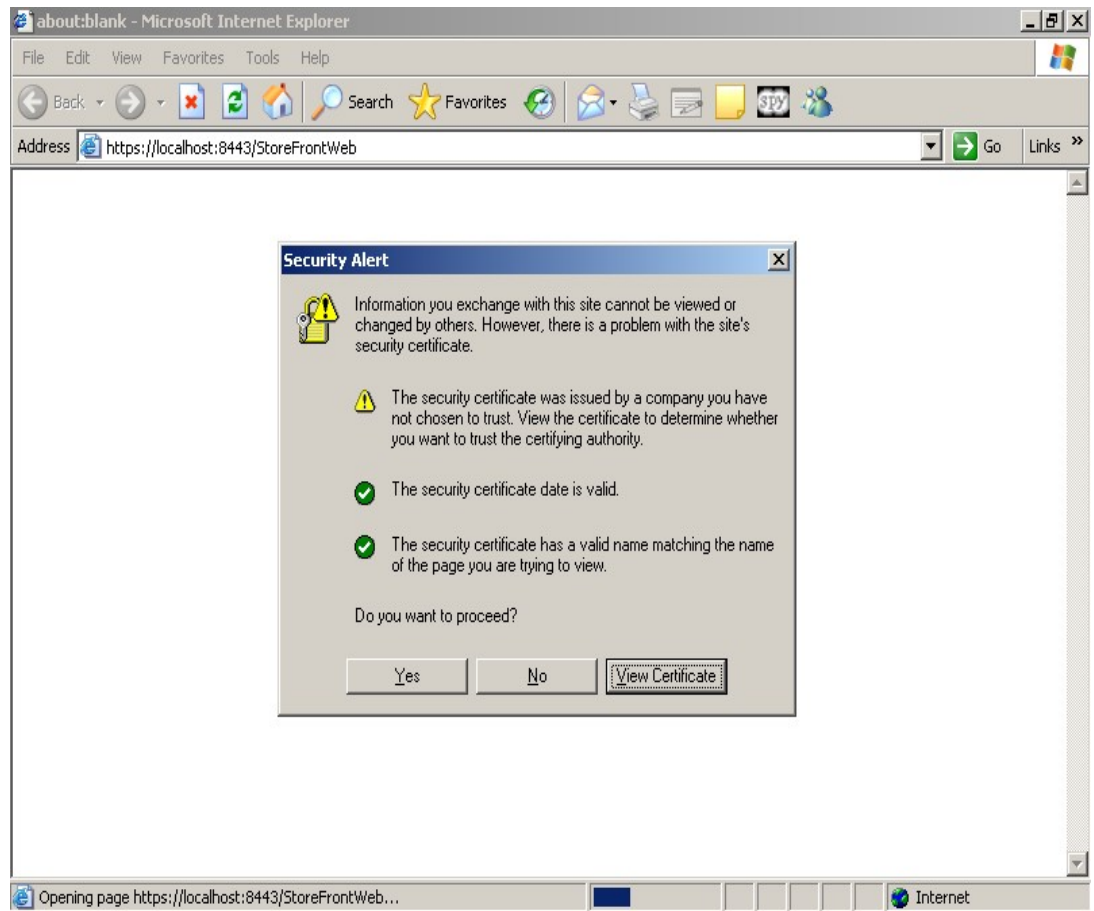 about:blank - Microsoft Internet Explorer
File Edit View Favorites Tools Help
Back Search Favorites SPY
Address https://localhost:8443/StoreFrontWeb Go Links »
Security Alert
Information you exchange with this site cannot be viewed or
changed by others. However, there is a problem with the site's
security certificate.
The security certificate was issued by a company you have
not chosen to trust. View the certificate to determine whether
you want to trust the certifying authority.
The security certificate date is valid.
The security certificate has a valid name matching the name
of the page you are trying to view.
Do you want to proceed?
Yes No View Certificate
Opening page https://localhost:8443/StoreFrontWeb... Internet